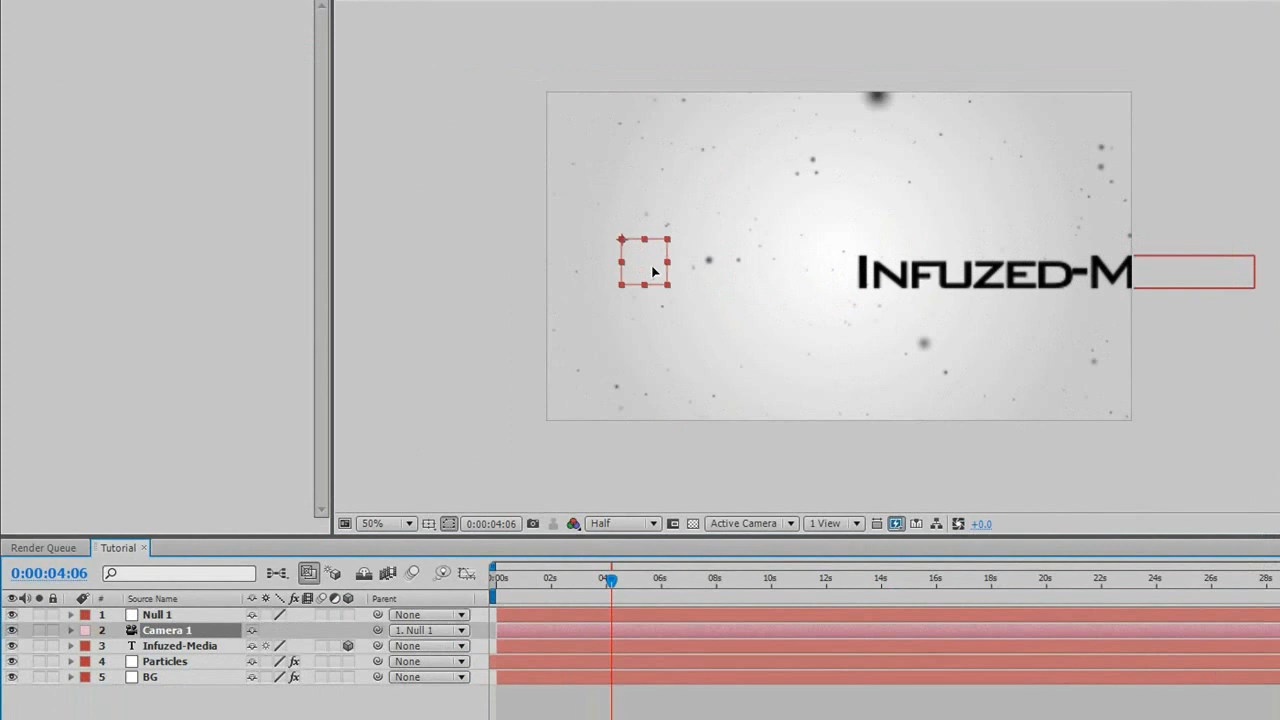 INFUZED-M
50%
0:00:04:06
Half
Active Camera
1 View
+0.0
Render Queue
Tutorial
0:00:04:06
:00s 02s 04s 06s 08s 10s 12s 14s 16s 18s 20s 22s 24s 26s 28s
# Source Name Parent
1 Null 1 None
2 Camera 1 1. Null 1
3 T Infuzed-Media None
4 Particles fx None
5 BG fx None